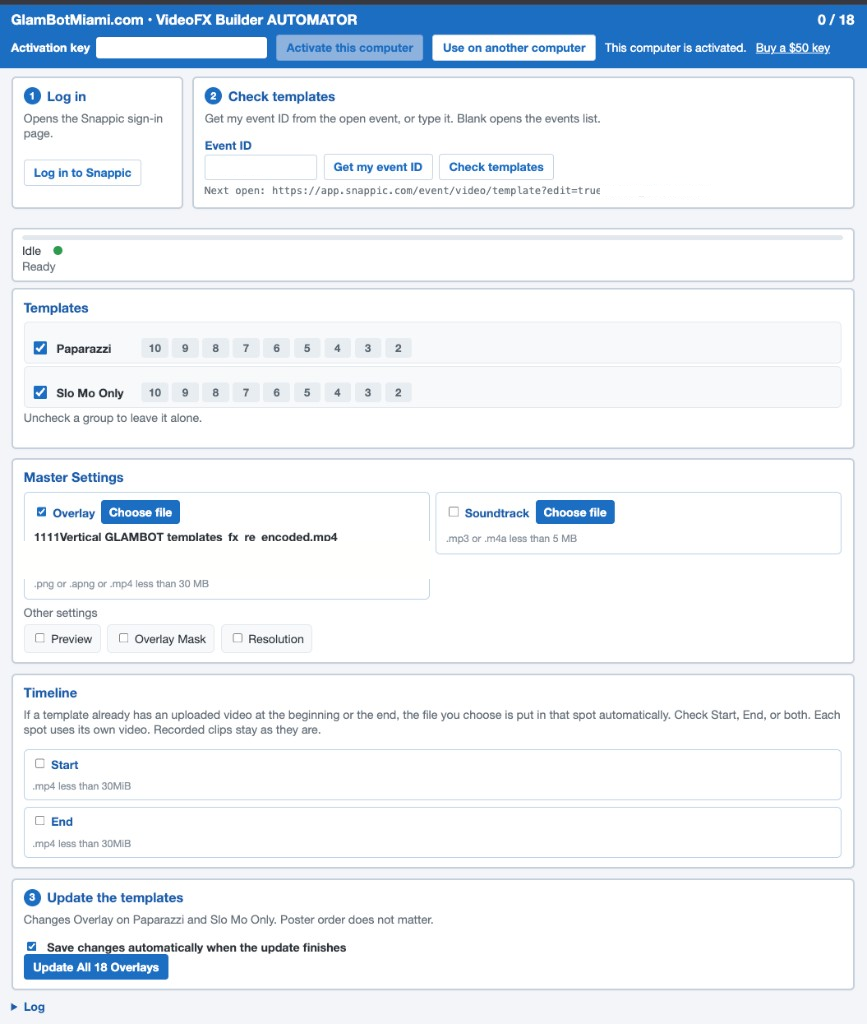 GlamBotMiami.com • VideoFX Builder AUTOMATOR
0 / 18
Activation key
Activate this computer
Use on another computer
This computer is activated.
Buy a $50 key
1 Log in
Opens the Snappic sign-in
page.
Log in to Snappic
2 Check templates
Get my event ID from the open event, or type it. Blank opens the events list.
Event ID
Get my event ID
Check templates
Next open: https://app.snappic.com/event/video/template?edit=true
Idle
Ready
Templates
Paparazzi 10 9 8 7 6 5 4 3 2
Slo Mo Only 10 9 8 7 6 5 4 3 2
Uncheck a group to leave it alone.
Master Settings
Overlay Choose file
1111Vertical GLAMBOT templates_fx_re_encoded.mp4
.png or .apng or .mp4 less than 30 MB
Soundtrack Choose file
.mp3 or .m4a less than 5 MB
Other settings
Preview
Overlay Mask
Resolution
Timeline
If a template already has an uploaded video at the beginning or the end, the file you choose is put in that spot automatically. Check Start, End, or both. Each
spot uses its own video. Recorded clips stay as they are.
Start
.mp4 less than 30MiB
End
.mp4 less than 30MiB
3 Update the templates
Changes Overlay on Paparazzi and Slo Mo Only. Poster order does not matter.
Save changes automatically when the update finishes
Update All 18 Overlays
Log